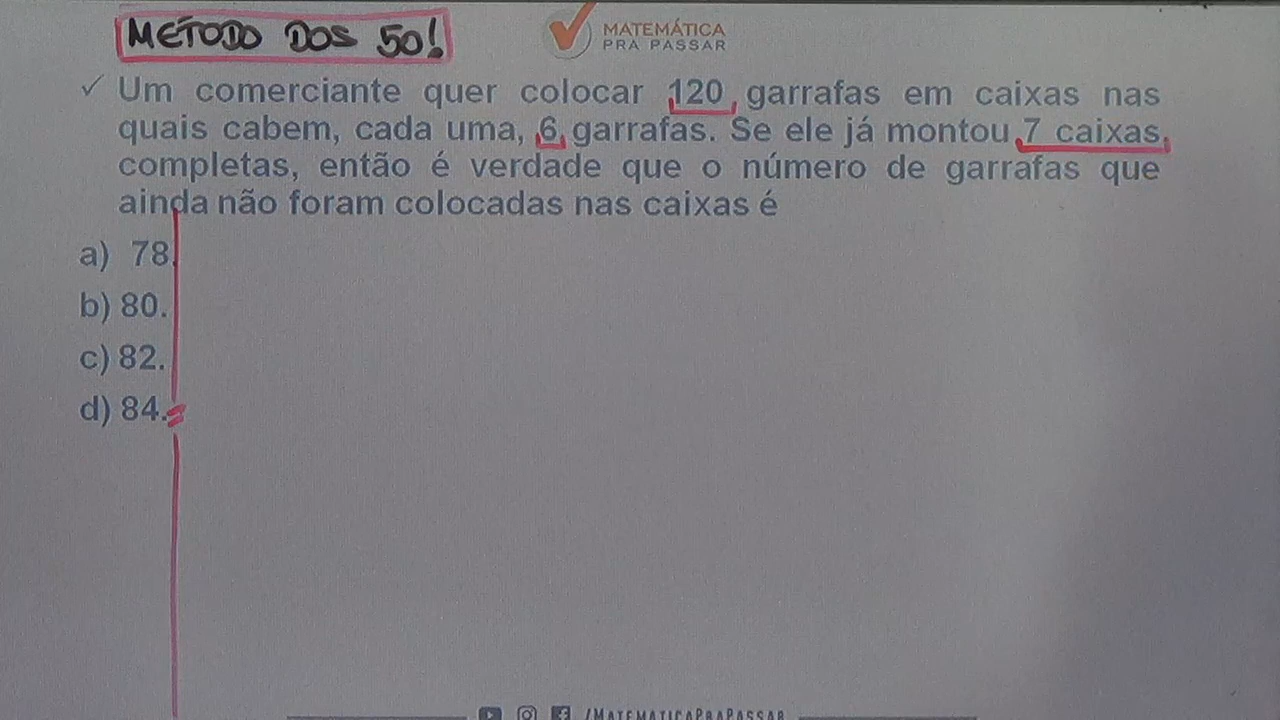 MÉTODO DOS 50!
MATEMÁTICA
PRA PASSAR
✓ Um comerciante quer colocar 120 garrafas em caixas nas
quais cabem, cada uma, 6 garrafas. Se ele já montou 7 caixas
completas, então é verdade que o número de garrafas que
ainda não foram colocadas nas caixas é
a) 78.
b) 80.
c) 82.
d) 84.
/MATEMATICAPRAPASSAR